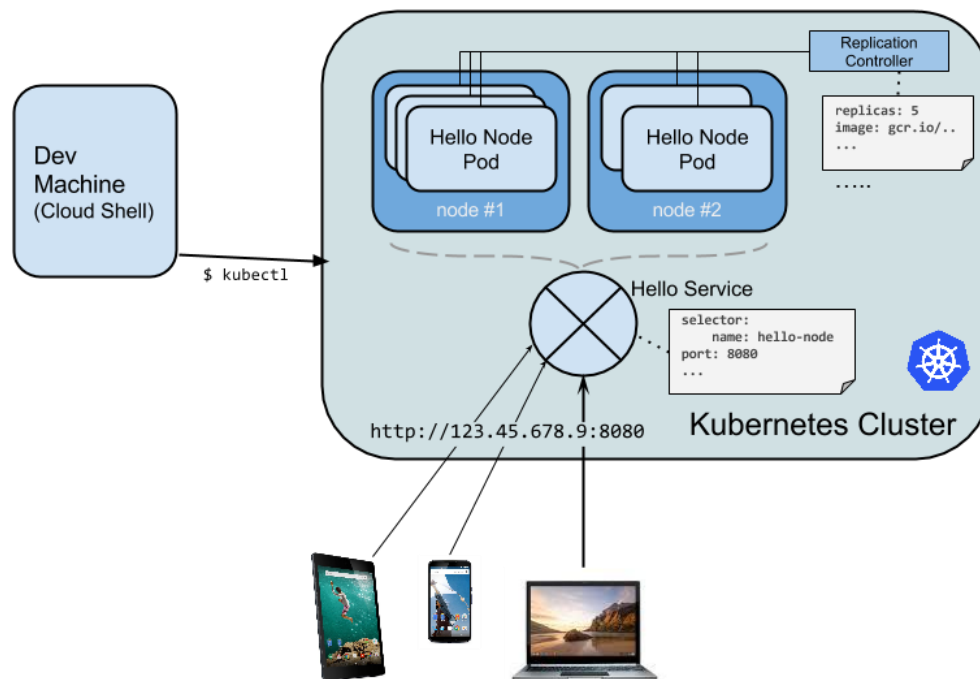 Replication
Controller
replicas: 5
image: gcr.io/..
...
.....
Hello Node
Pod
node #1
Hello Node
Pod
node #2
Dev
Machine
(Cloud Shell)
$ kubectl
Hello Service
selector:
name: hello-node
port: 8080
...
http://123.45.678.9:8080
Kubernetes Cluster